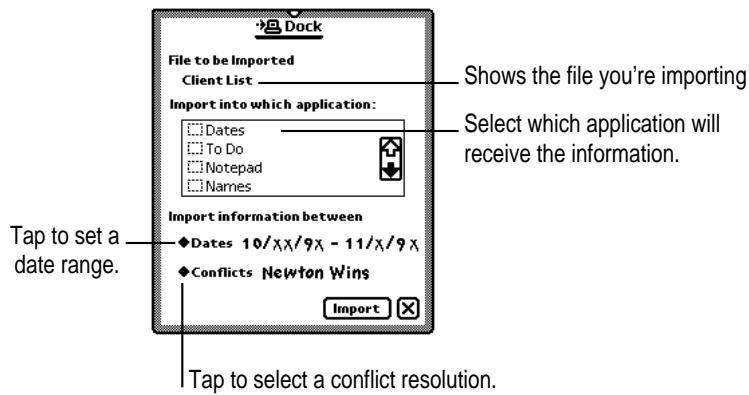 Dock
File to be Imported
Client List
Shows the file you're importing
Import into which application:
Dates
To Do
Notepad
Names
Select which application will
receive the information.
Import information between
Tap to set a
date range.
Dates 10/xx/9x - 11/x/9x
Conflicts Newton Wins
Import
Tap to select a conflict resolution.